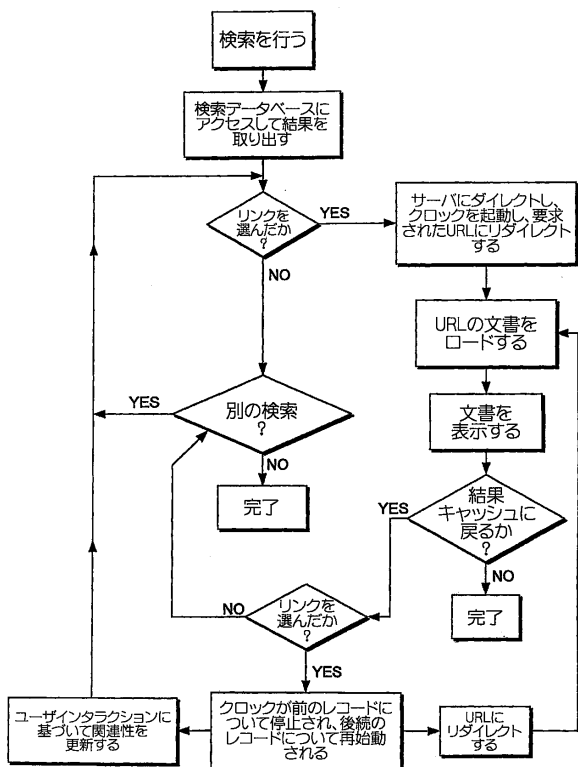 検索を行う
検索データベースに
アクセスして結果を
取り出す
リンクを
選んだか
?
YES
サーバにダイレクトし、
クロックを起動し、要求
されたURLにリダイレクト
する
NO
URLの文書を
ロードする
別の検索
?
YES
文書を
表示する
NO
完了
結果
キャッシュに
戻るか
?
YES
NO
完了
リンクを
選んだか
?
NO
YES
ユーザインタラクションに
基づいて関連性を
更新する
クロックが前のレコードに
ついて停止され、後続の
レコードについて再始動
される
URLに
リダイレクト
する